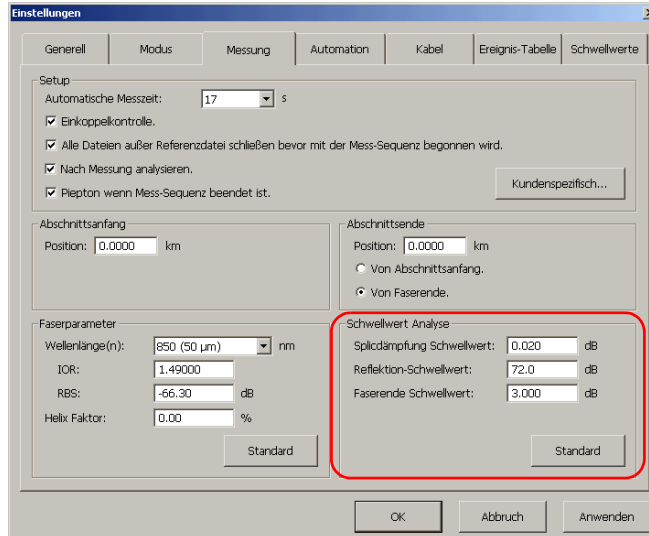 Einstellungen
Generell
Modus
Messung
Automation
Kabel
Ereignis-Tabelle
Schwellwerte
Setup
Automatische Messzeit: 17 s
Einkoppelkontrolle.
Alle Dateien außer Referenzdatei schließen bevor mit der Mess-Sequenz begonnen wird.
Nach Messung analysieren.
Piepton wenn Mess-Sequenz beendet ist.
Kundenspezifisch...
Abschnittsanfang
Position: 0.0000 km
Abschnittsende
Position: 0.0000 km
Von Abschnittsanfang.
Von Faserende.
Faserparameter
Wellenlänge(n): 850 (50 µm) nm
IOR: 1.49000
RBS: -66.30 dB
Helix Faktor: 0.00 %
Standard
Schwellwert Analyse
Splicdämpfung Schwellwert: 0.020 dB
Reflektion-Schwellwert: 72.0 dB
Faserende Schwellwert: 3.000 dB
Standard
OK
Abbruch
Anwenden